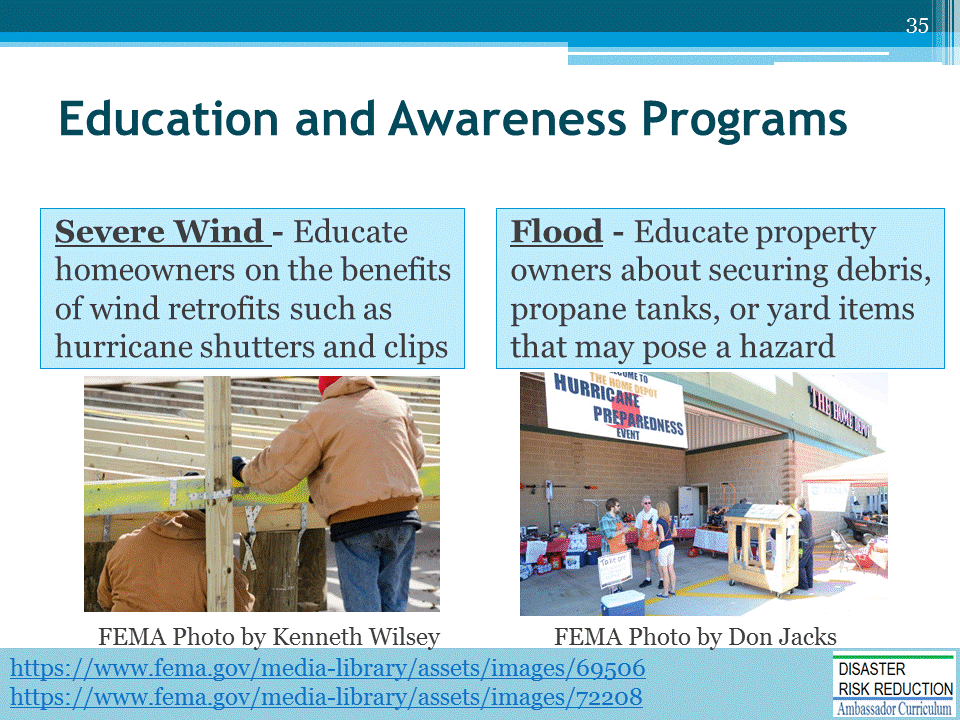 35
Education and Awareness Programs
Severe Wind - Educate
homeowners on the benefits
of wind retrofits such as
hurricane shutters and clips
Flood - Educate property
owners about securing debris,
propane tanks, or yard items
that may pose a hazard
WELCOME TO
THE HOME DEPOT
HURRICANE
PREPAREDNESS
EVENT
THE HOME DEPOT
FEMA Photo by Kenneth Wilsey
FEMA Photo by Don Jacks
https://www.fema.gov/media-library/assets/images/69506
https://www.fema.gov/media-library/assets/images/72208
DISASTER
RISK REDUCTION
Ambassador Curriculum